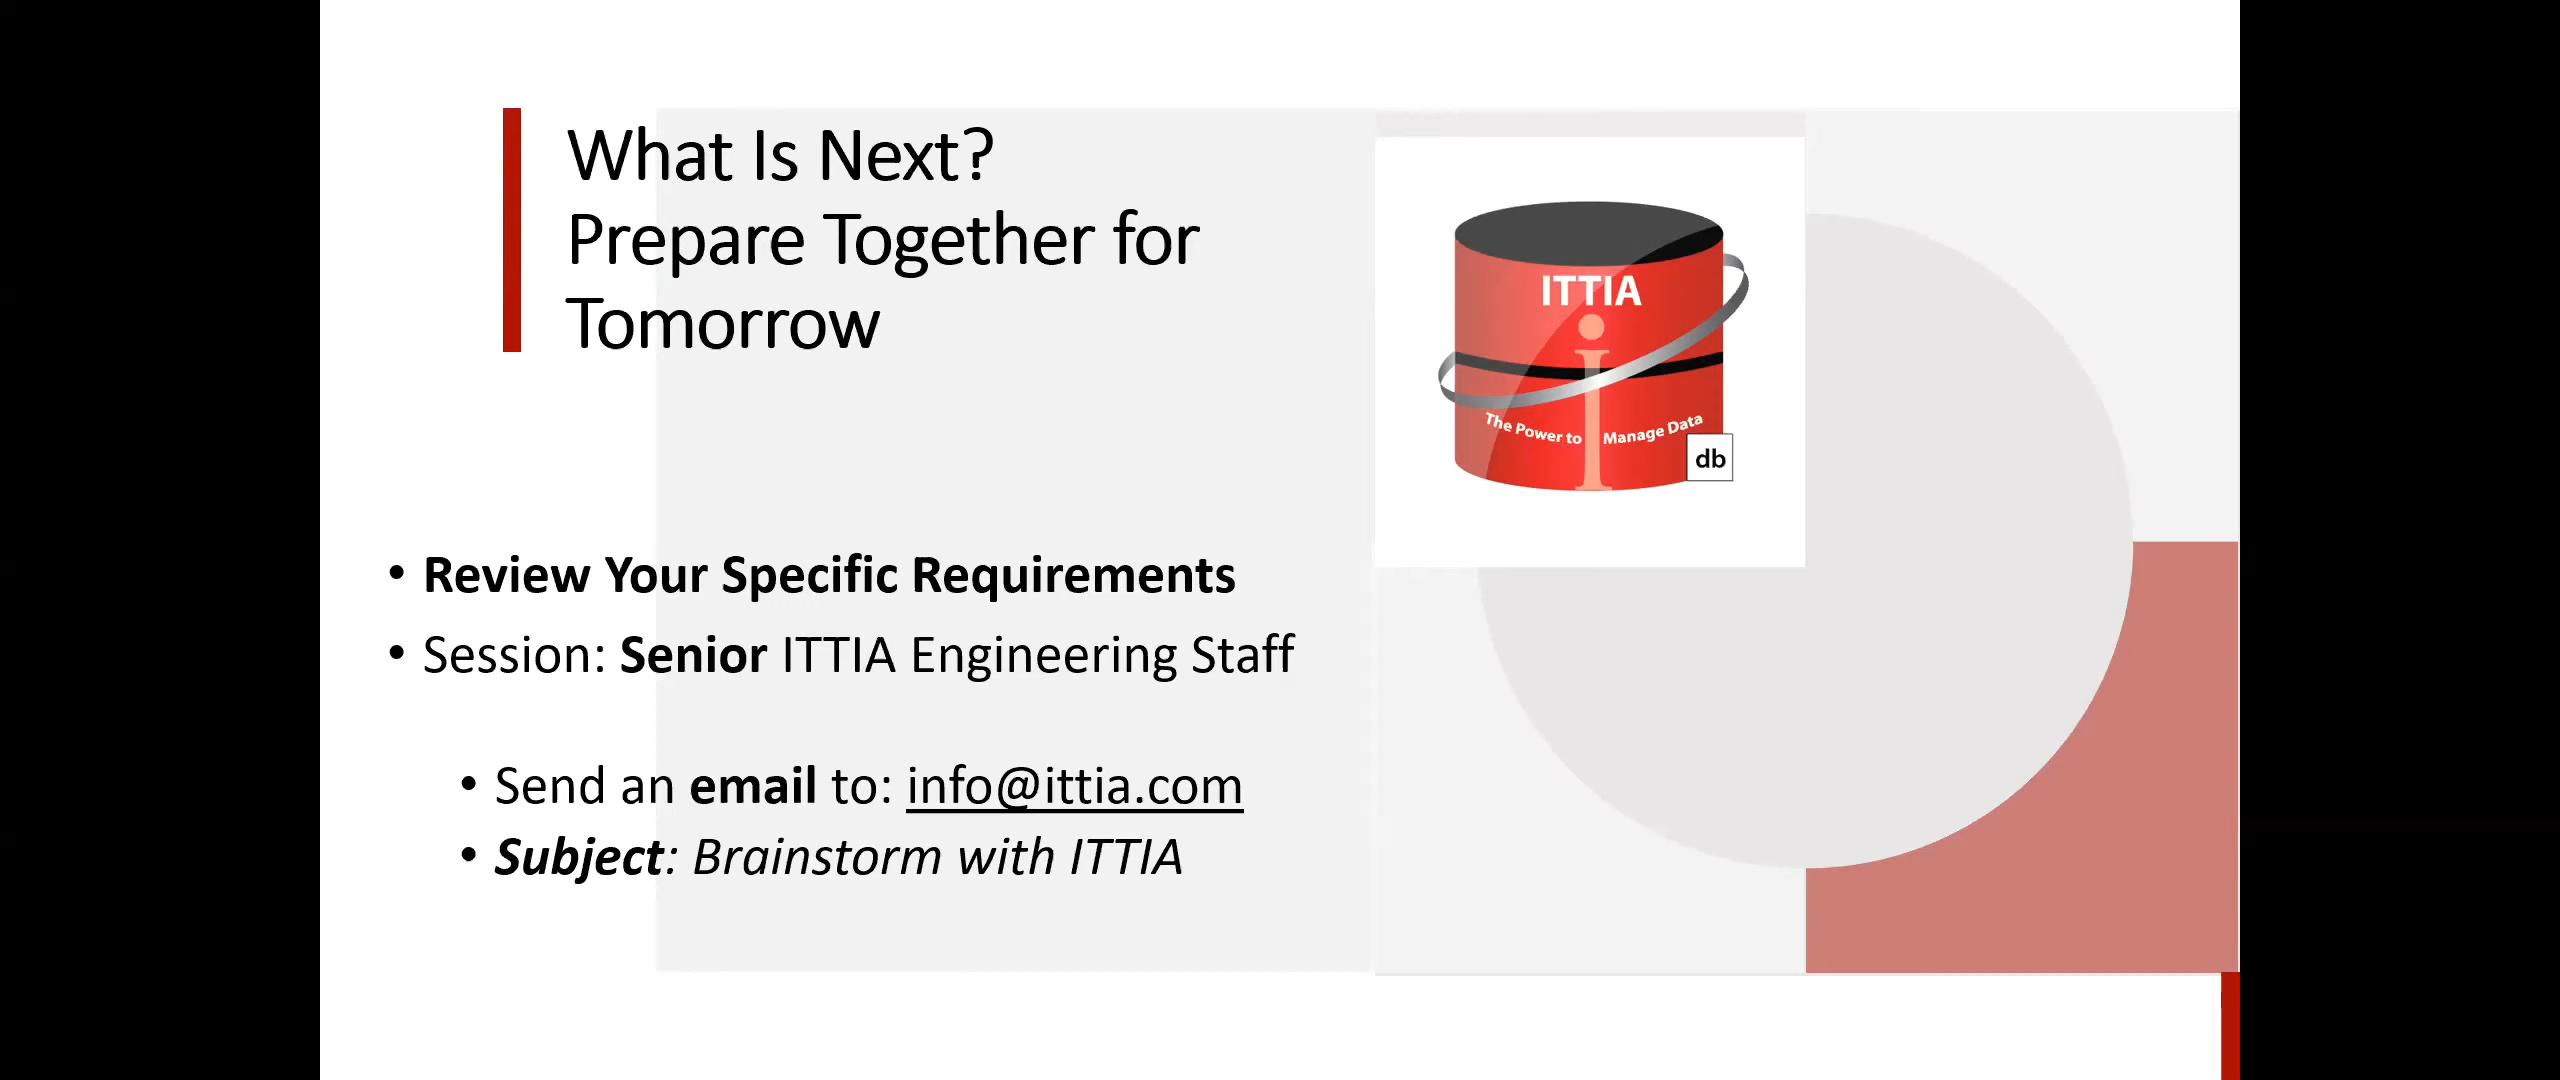 What Is Next?
Prepare Together for
Tomorrow
ITTIA
i
The Power to Manage Data
db
• Review Your Specific Requirements
• Session: Senior ITTIA Engineering Staff
• Send an email to: info@ittia.com
• Subject: Brainstorm with ITTIA